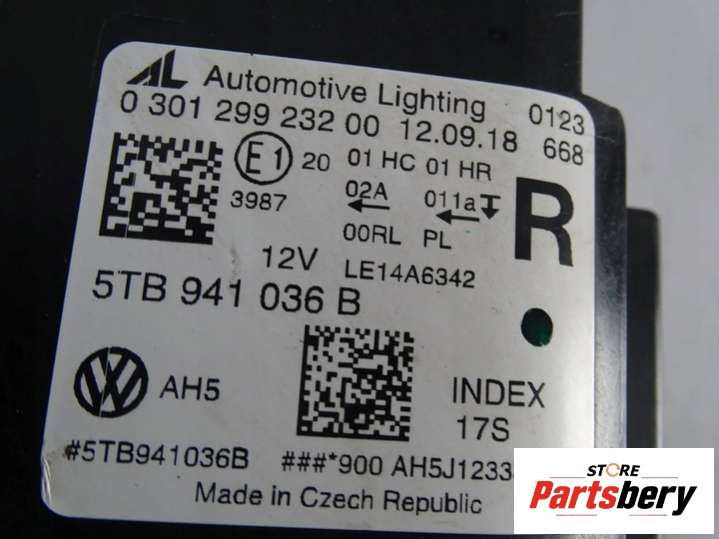 AL Automotive Lighting
0 301 299 232 00 12.09.18
0123
668
E1 20 01 HC 01 HR
3987
02A 011a
00RL PL
R
12V LE14A6342
5TB 941 036 B
VW AH5
INDEX
17S
#5TB941036B ###*900 AH5J1233
Made in Czech Republic
STORE
Partsbery